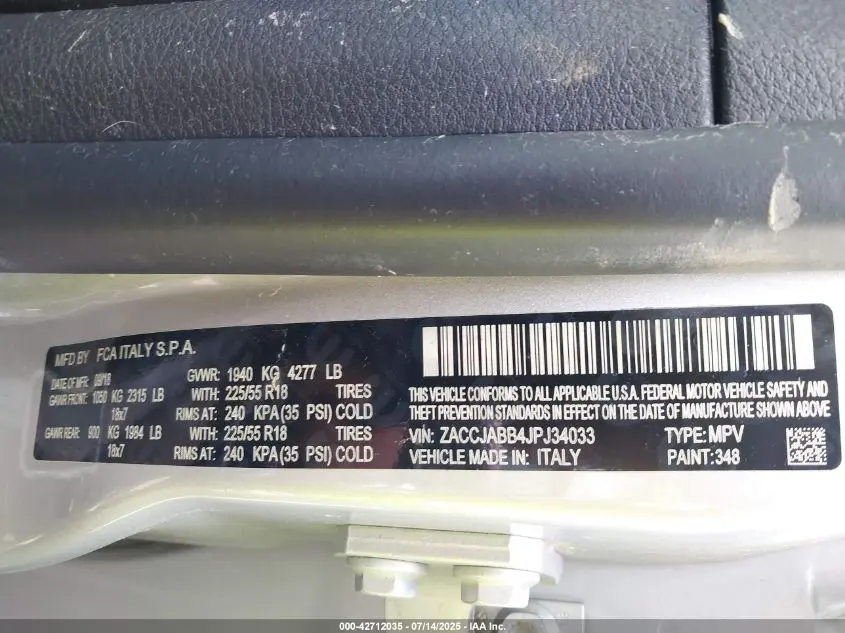 MFD BY FCA ITALY S.P.A.
DATE OF MFR 08/18 GVWR: 1940 KG 4277 LB
GAWR FRONT: 1050 KG 2315 LB WITH: 225/55 R18 TIRES
18x7 RIMS AT: 240 KPA (35 PSI) COLD
GAWR REAR: 900 KG 1984 LB WITH: 225/55 R18 TIRES
18x7 RIMS AT: 240 KPA (35 PSI) COLD
THIS VEHICLE CONFORMS TO ALL APPLICABLE U.S.A. FEDERAL MOTOR VEHICLE SAFETY AND
THEFT PREVENTION STANDARDS IN EFFECT ON THE DATE OF MANUFACTURE SHOWN ABOVE
VIN: ZACCJABB4JPJ34033 TYPE: MPV
VEHICLE MADE IN: ITALY PAINT: 348
000-42712035 - 07/14/2025 - IAA Inc.